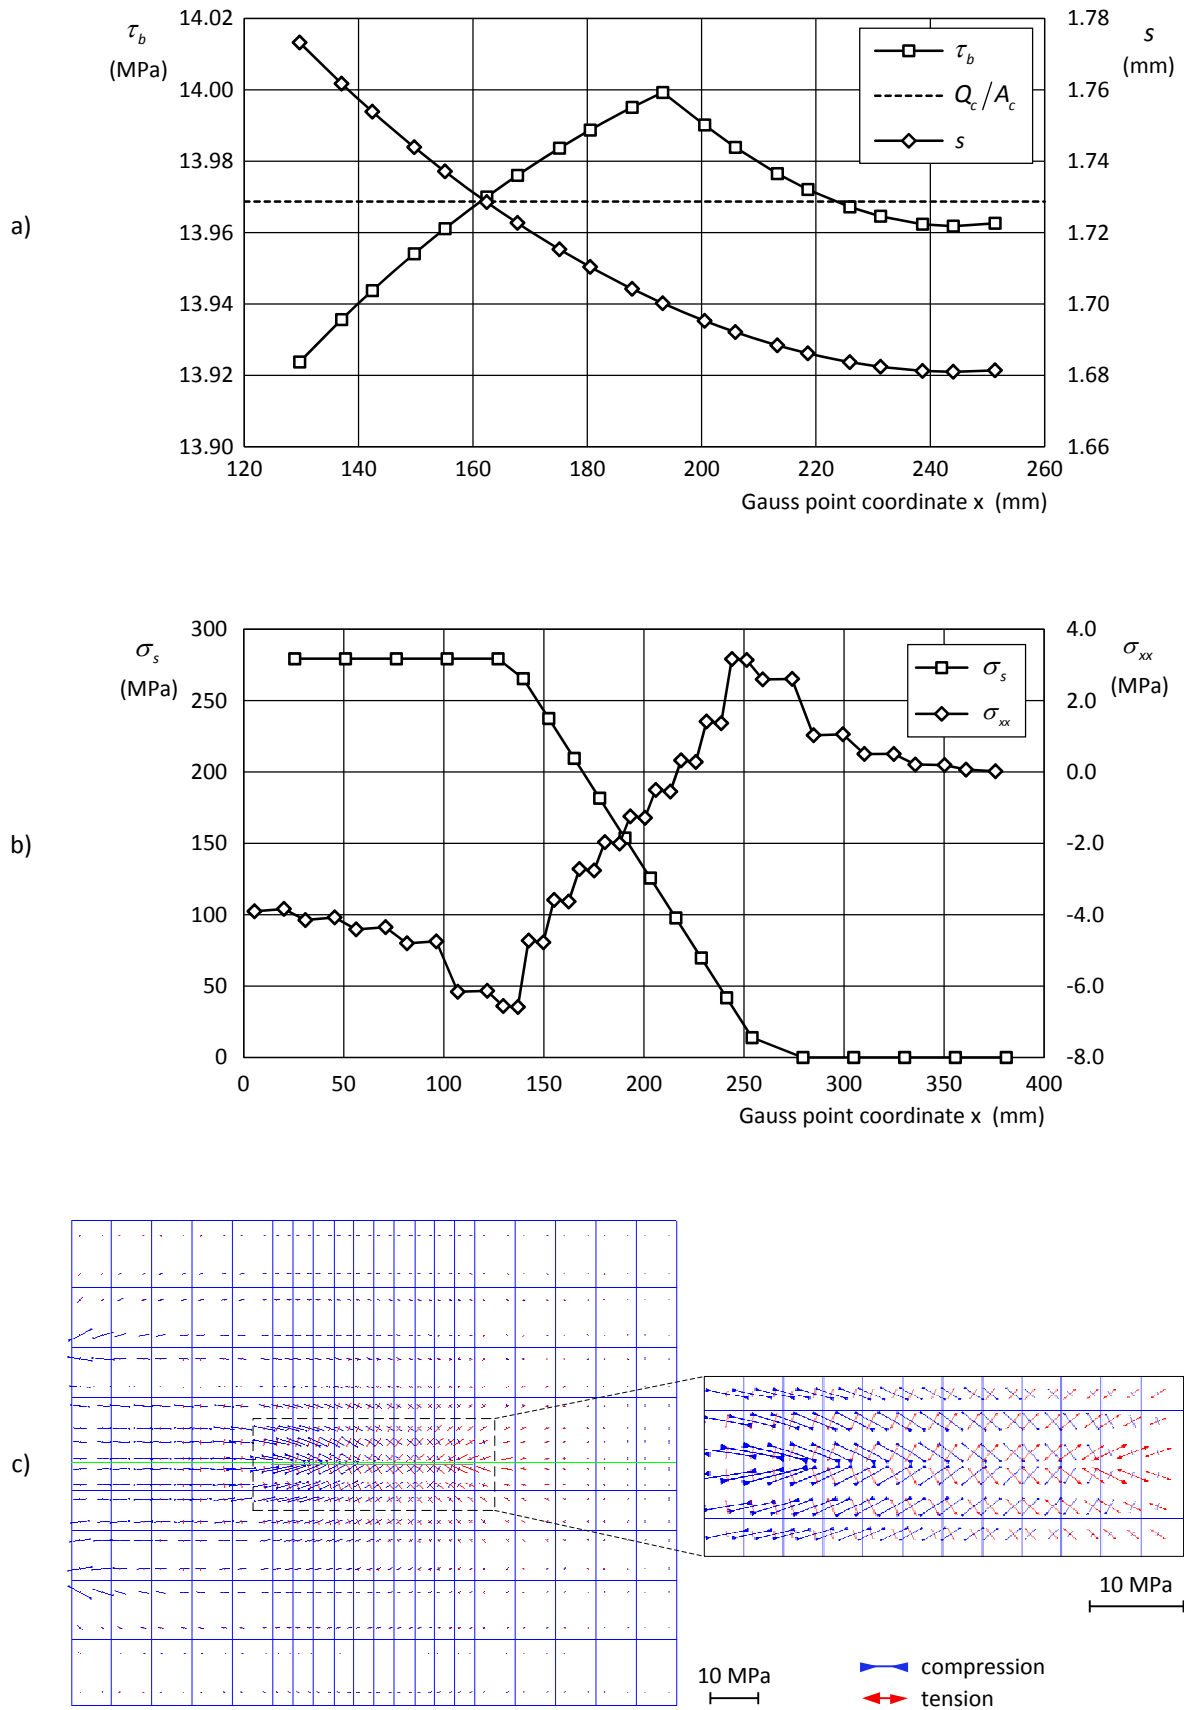 a)
τb (MPa)
s (mm)
14.02
14.00
13.98
13.96
13.94
13.92
13.90
1.78
1.76
1.74
1.72
1.70
1.68
1.66
τb
Qc/Ac
s
120 140 160 180 200 220 240 260
Gauss point coordinate x (mm)
b)
σs (MPa)
σxx (MPa)
300
250
200
150
100
50
0
4.0
2.0
0.0
-2.0
-4.0
-6.0
-8.0
σs
σxx
0 50 100 150 200 250 300 350 400
Gauss point coordinate x (mm)
c)
10 MPa
10 MPa
compression
tension